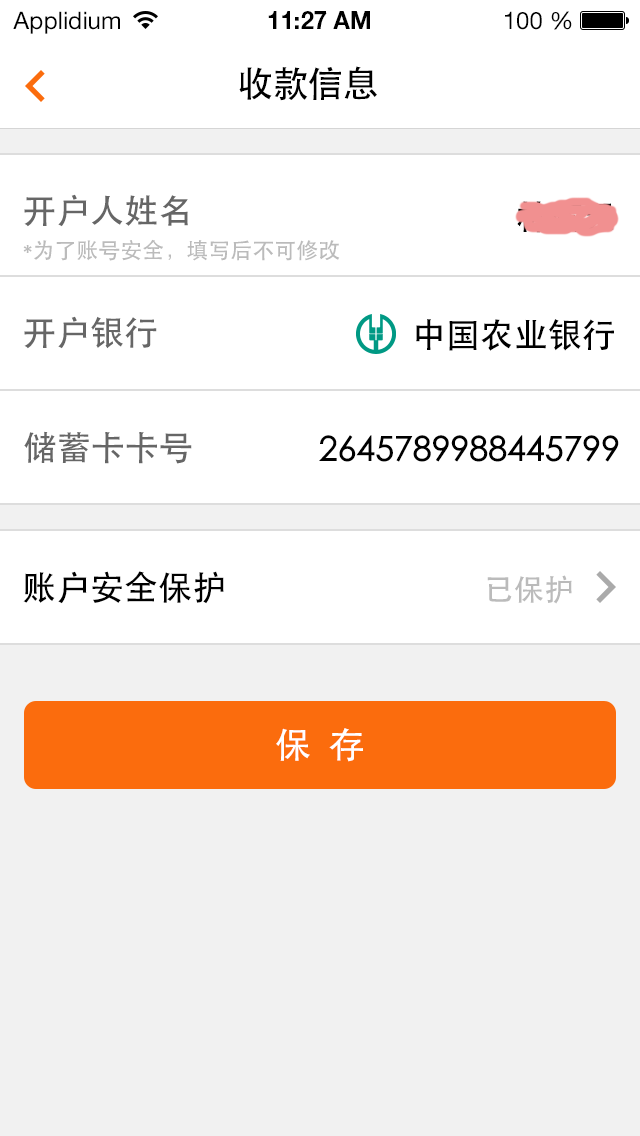 Applidium 11:27 AM 100 %
收款信息
开户人姓名
*为了账号安全，填写后不可修改
开户银行 中国农业银行
储蓄卡卡号 2645789988445799
账户安全保护 已保护
保 存